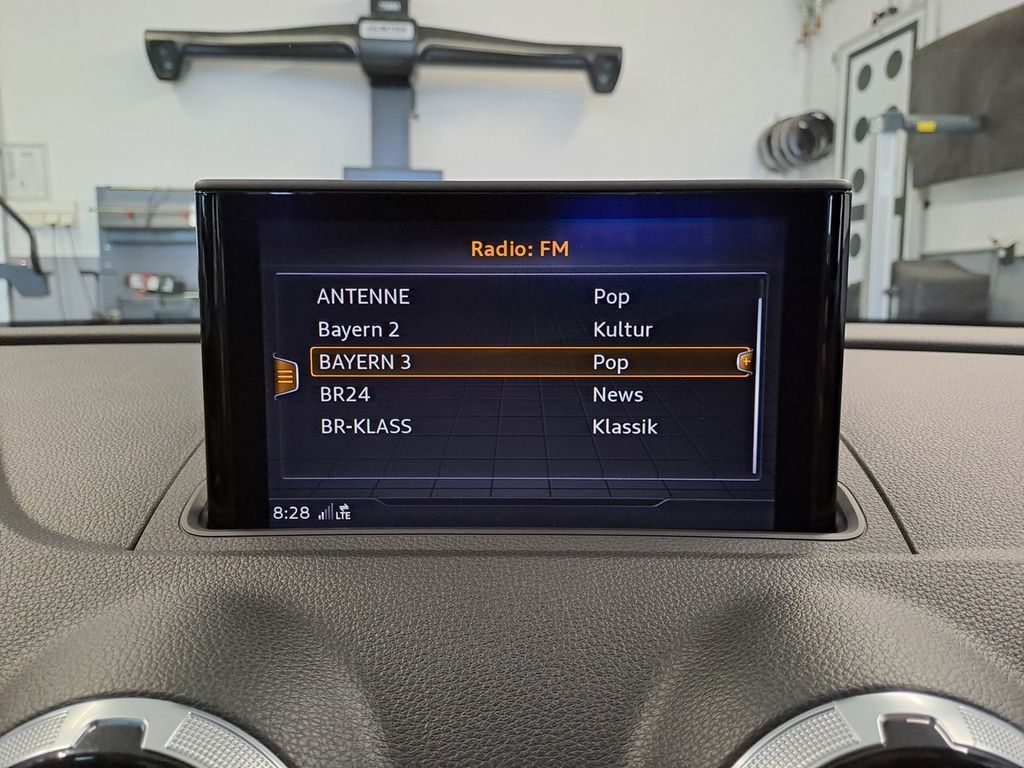 Radio: FM
ANTENNE Pop
Bayern 2 Kultur
BAYERN 3 Pop
BR24 News
BR-KLASS Klassik
8:28 LTE